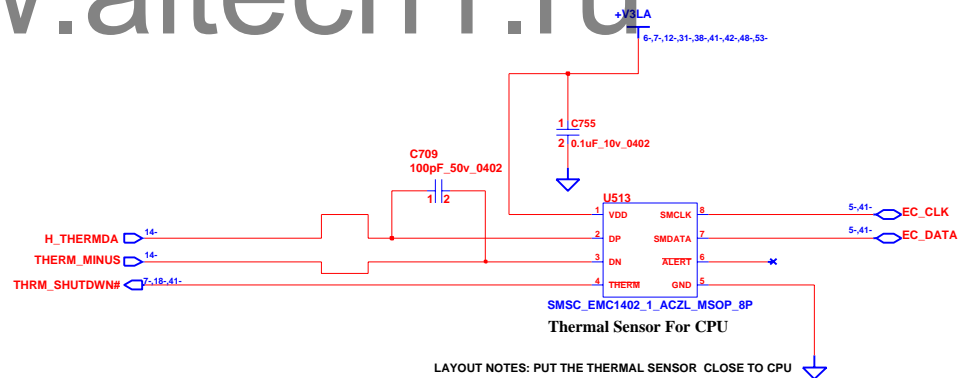 w.aitech1.ru
+V3LA
6-,7-,12-,31-,38-,41-,42-,48-,53-
1 C755
2 0.1uF_10v_0402
C709
100pF_50v_0402
1 2
U513
1 VDD SMCLK 8
5-,41- EC_CLK
H_THERMDA 14-
2 DP SMDATA 7
5-,41- EC_DATA
THERM_MINUS 14-
3 DN ALERT 6
THRM_SHUTDWN# 7-,18-,41-
4 THERM GND 5
SMSC_EMC1402_1_ACZL_MSOP_8P
Thermal Sensor For CPU
LAYOUT NOTES: PUT THE THERMAL SENSOR CLOSE TO CPU